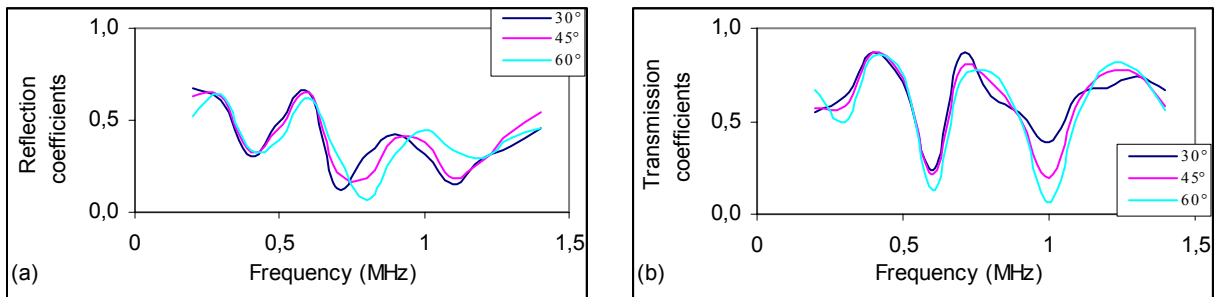 1,0
0,5
0,0
Reflection
coefficients
30°
45°
60°
0
0,5
1
1,5
Frequency (MHz)
(a)
1,0
0,5
0,0
Transmission
coefficients
30°
45°
60°
0
0,5
1
1,5
Frequency (MHz)
(b)